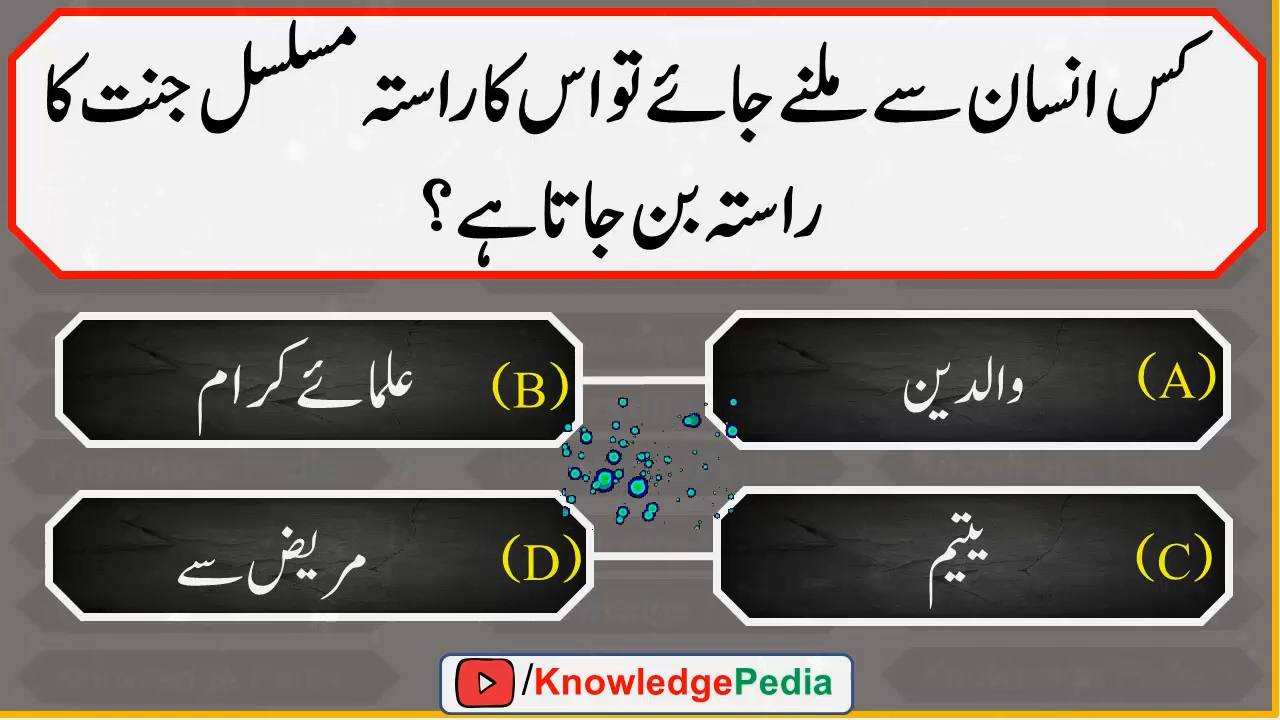 کس انسان سے ملنے جائے تو اس کا راستہ مسلسل جنت کا
راستہ بن جاتا ہے؟
(A) والدین
(B) علمائے کرام
(C) یتیم
(D) مریض سے
/KnowledgePedia